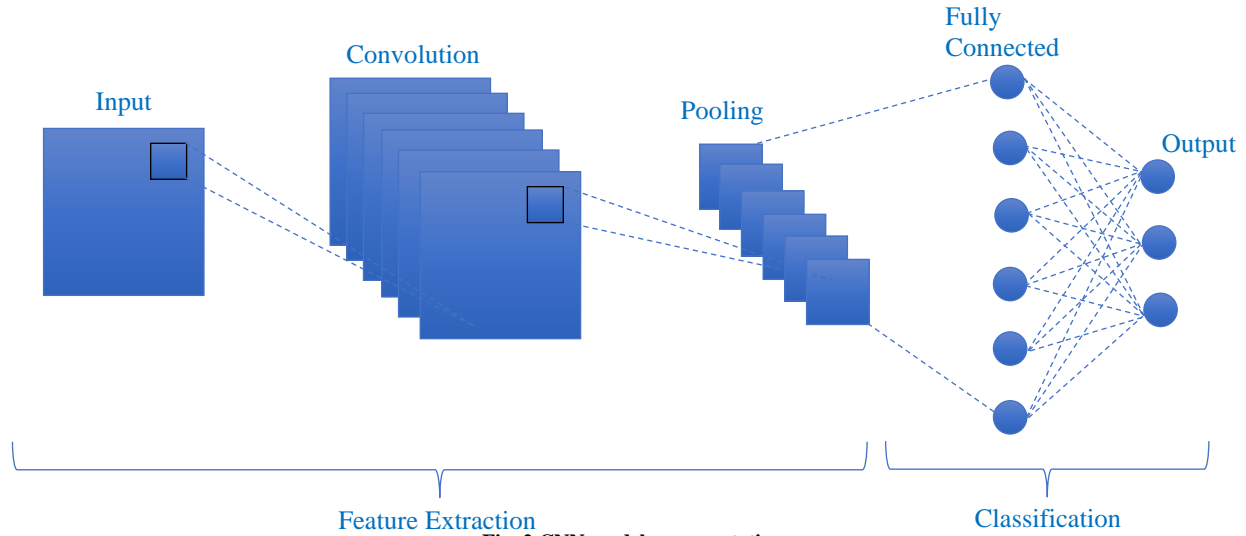 Fully
Connected
Convolution
Input
Pooling
Output
Feature Extraction
Classification